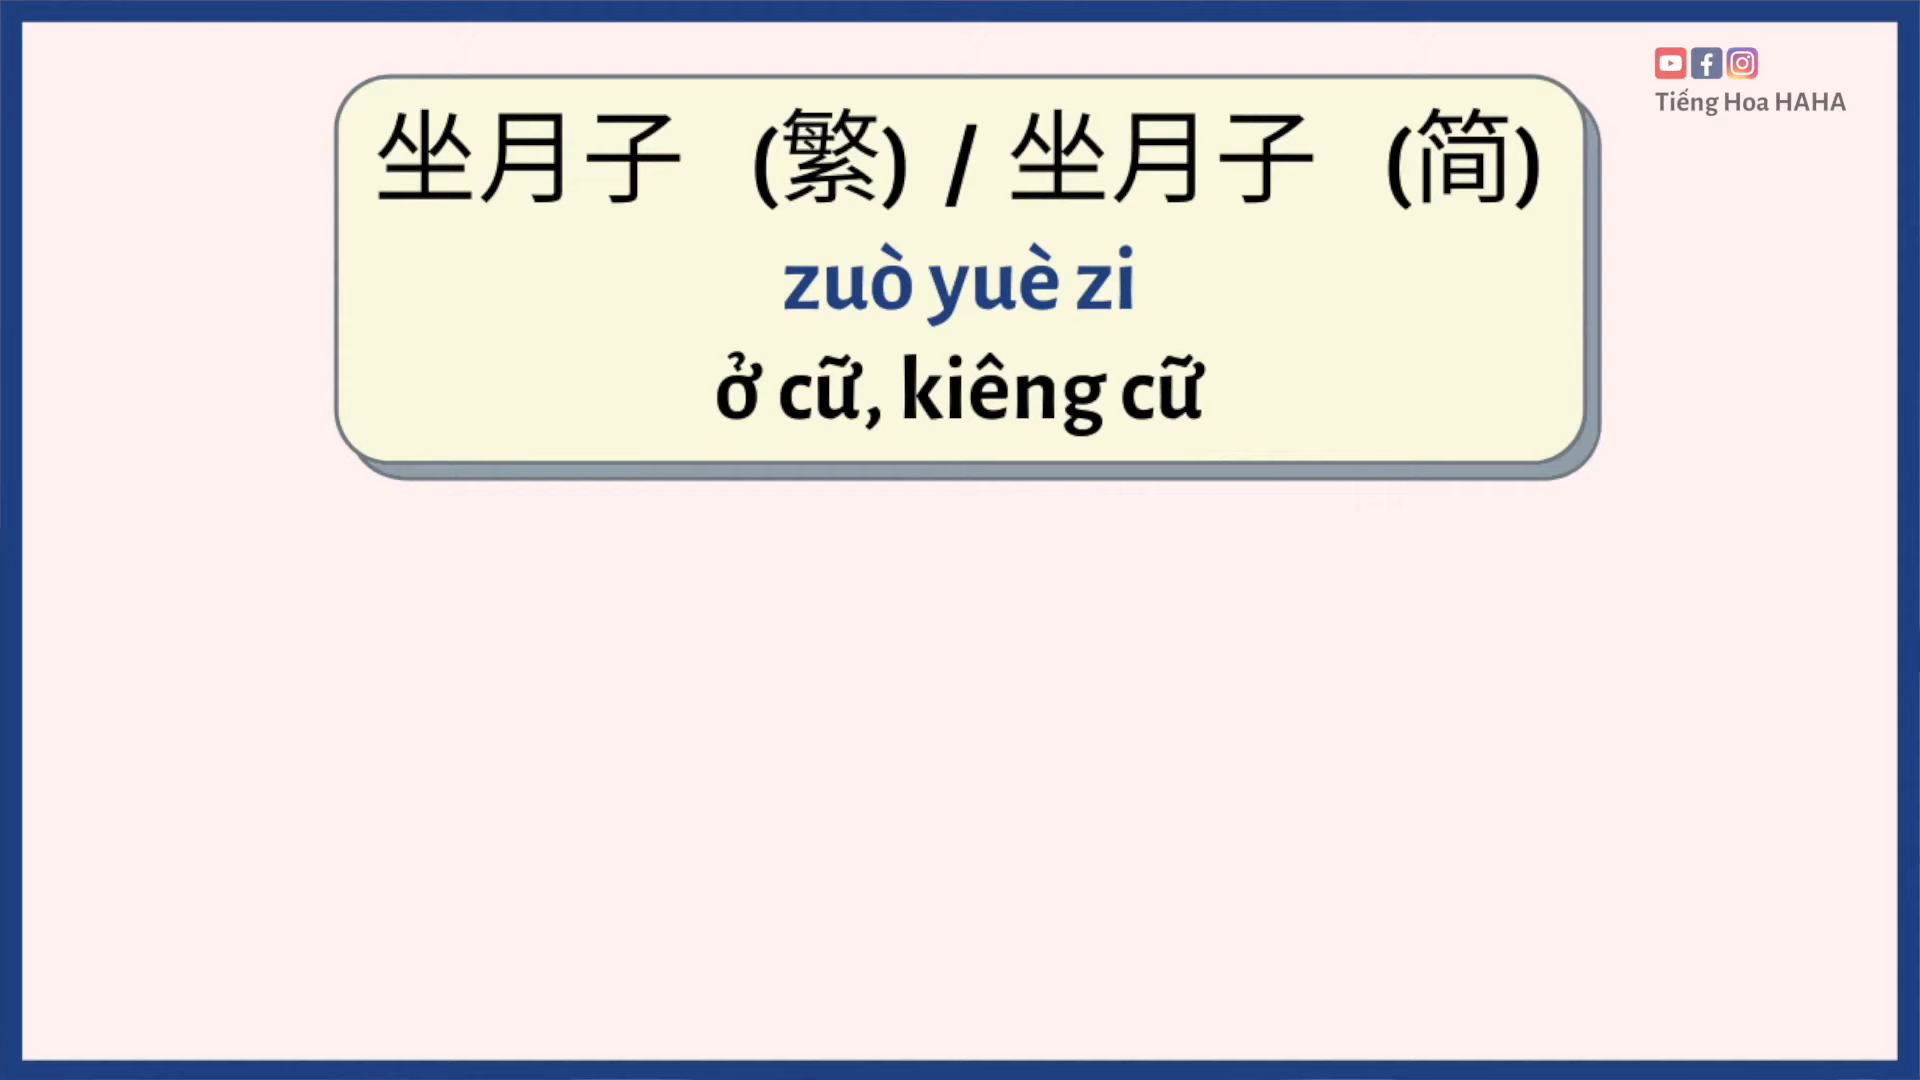 坐月子 (繁) / 坐月子 (简)
zuò yuè zi
ở cữ, kiêng cữ
Tiếng Hoa HAHA